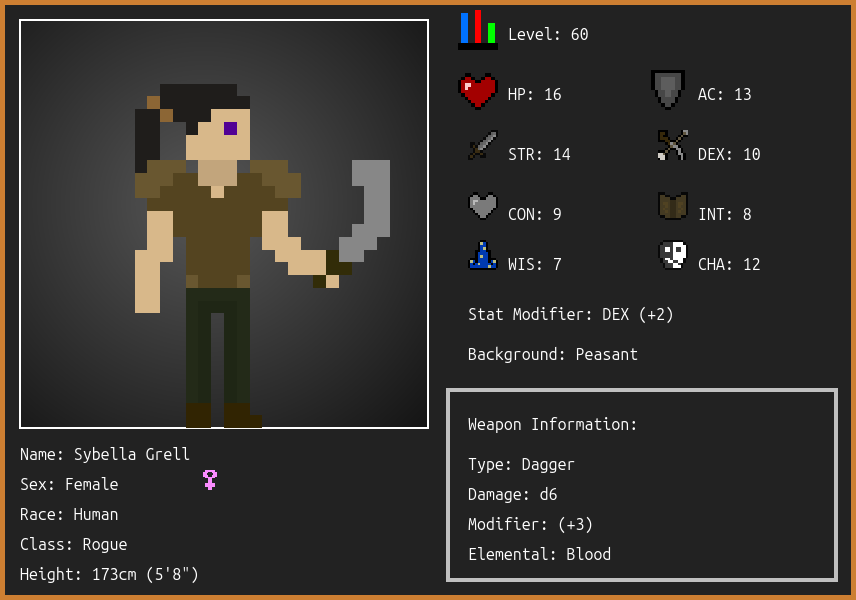 Level: 60
HP: 16
AC: 13
STR: 14
DEX: 10
CON: 9
INT: 8
WIS: 7
CHA: 12
Stat Modifier: DEX (+2)
Background: Peasant
Weapon Information:
Type: Dagger
Damage: d6
Modifier: (+3)
Elemental: Blood
Name: Sybella Grell
Sex: Female
Race: Human
Class: Rogue
Height: 173cm (5'8")